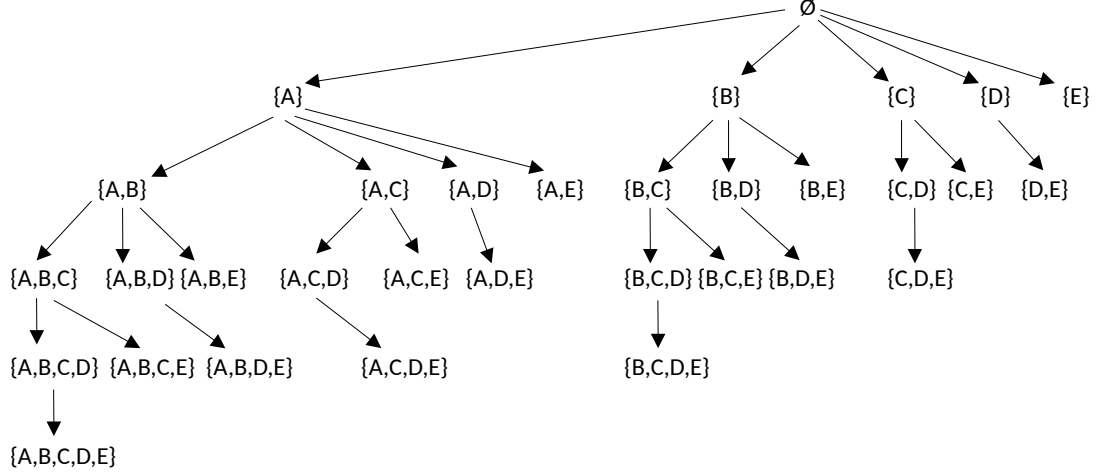 Ø
{A} {B} {C} {D} {E}
{A,B} {A,C} {A,D} {A,E} {B,C} {B,D} {B,E} {C,D} {C,E} {D,E}
{A,B,C} {A,B,D} {A,B,E} {A,C,D} {A,C,E} {A,D,E} {B,C,D} {B,C,E} {B,D,E} {C,D,E}
{A,B,C,D} {A,B,C,E} {A,B,D,E} {A,C,D,E} {B,C,D,E}
{A,B,C,D,E}